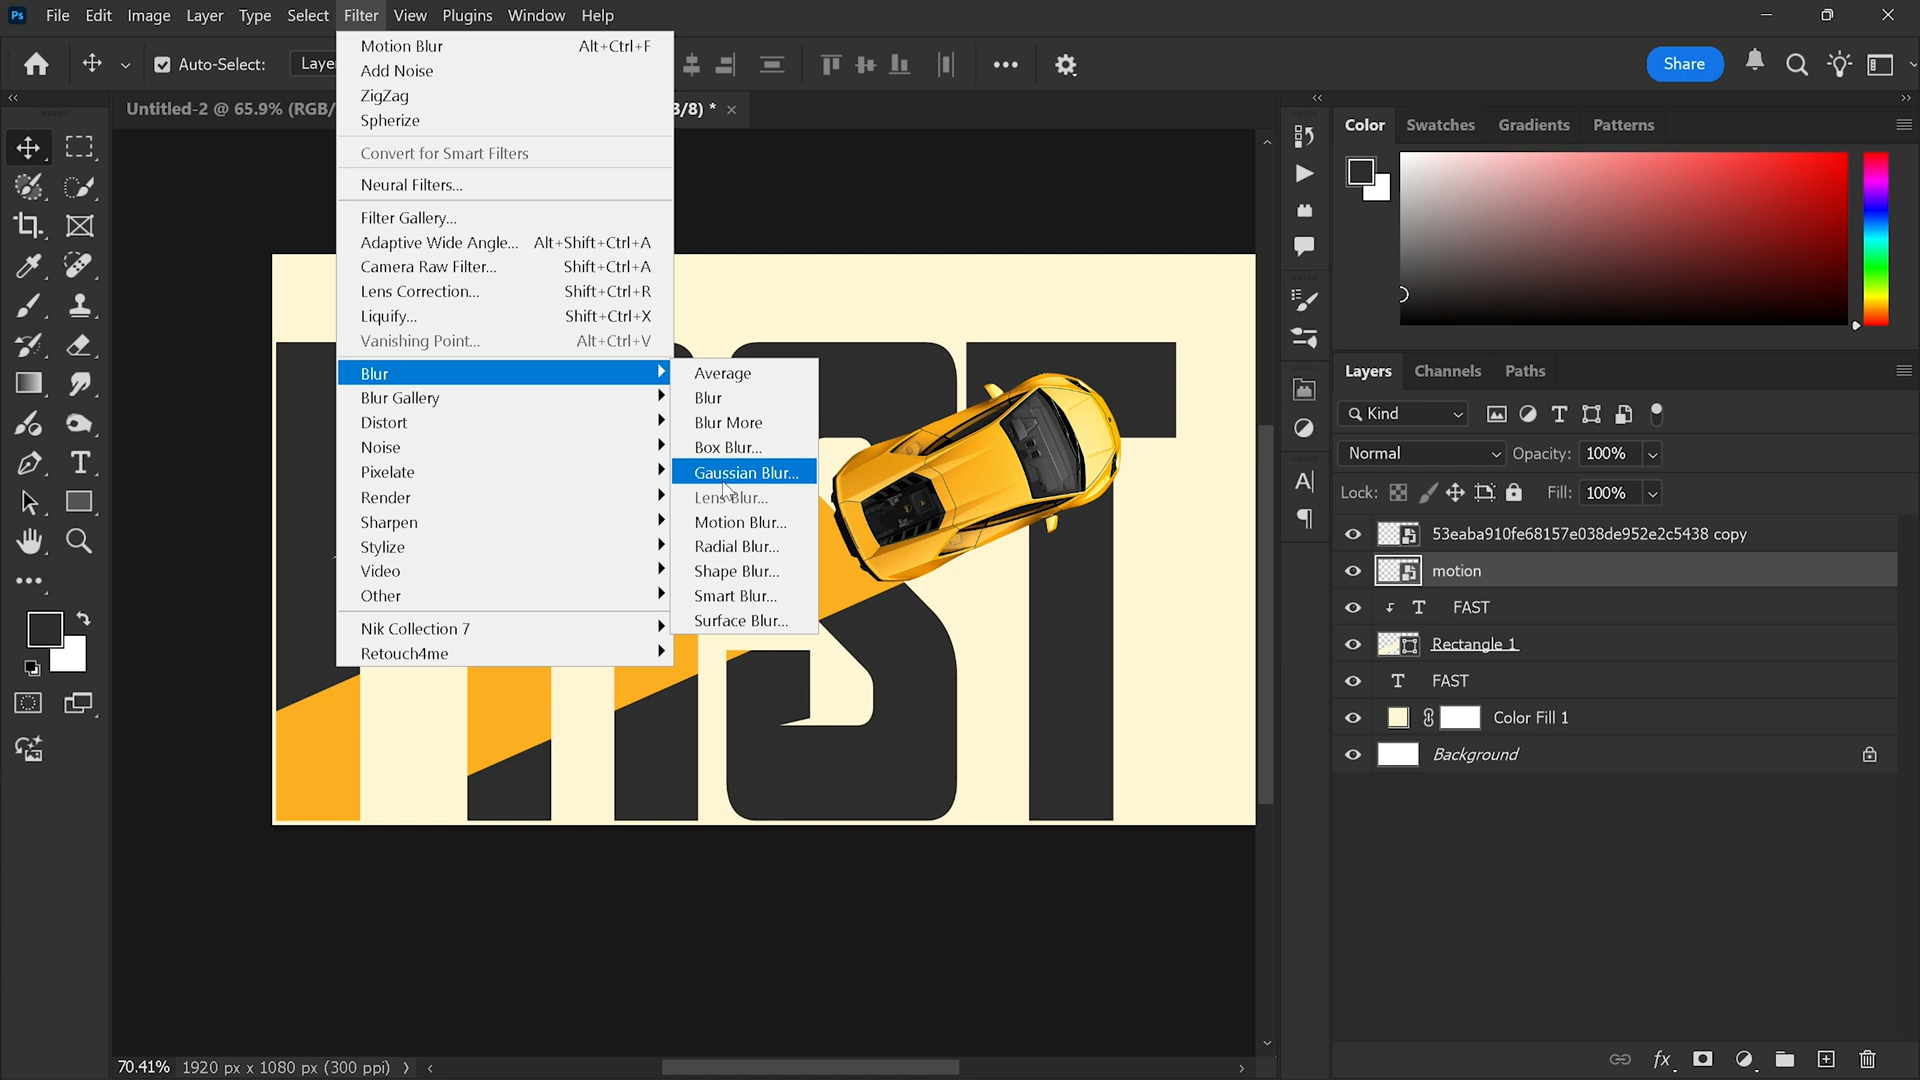 Ps File Edit Image Layer Type Select Filter View Plugins Window Help
Auto-Select: Laye
Share
Untitled-2 @ 65.9% (RGB/
B/8) *
Motion Blur Alt+Ctrl+F
Add Noise
ZigZag
Spherize
Convert for Smart Filters
Neural Filters...
Filter Gallery...
Adaptive Wide Angle... Alt+Shift+Ctrl+A
Camera Raw Filter... Shift+Ctrl+A
Lens Correction... Shift+Ctrl+R
Liquify... Shift+Ctrl+X
Vanishing Point... Alt+Ctrl+V
Blur
Blur Gallery
Distort
Noise
Pixelate
Render
Sharpen
Stylize
Video
Other
Nik Collection 7
Retouch4me
Average
Blur
Blur More
Box Blur...
Gaussian Blur...
Lens Blur...
Motion Blur...
Radial Blur...
Shape Blur...
Smart Blur...
Surface Blur...
Color Swatches Gradients Patterns
Layers Channels Paths
Kind
Normal Opacity: 100%
Lock: Fill: 100%
53eaba910fe68157e038de952e2c5438 copy
motion
T FAST
Rectangle 1
T FAST
Color Fill 1
Background
fx
70.41% 1920 px x 1080 px (300 ppi)